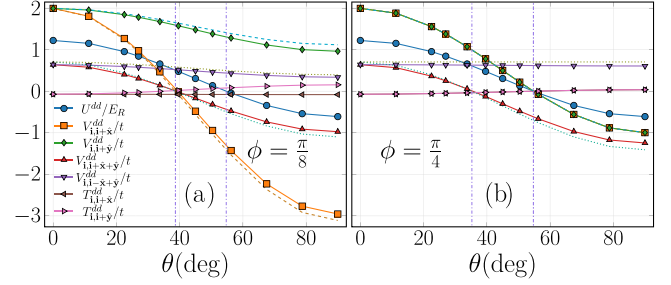 2
1
0
−1
−2
−3
U^{dd}/E_R
V^{dd}_{i,i+x̂}/t
V^{dd}_{i,i+ŷ}/t
V^{dd}_{i,i+x̂+ŷ}/t
V^{dd}_{i,i−x̂+ŷ}/t
T^{dd}_{i,i+x̂}/t
T^{dd}_{i,i+ŷ}/t
ϕ = π/8
(a)
ϕ = π/4
(b)
0 20 40 60 80
0 20 40 60 80
θ(deg)
θ(deg)